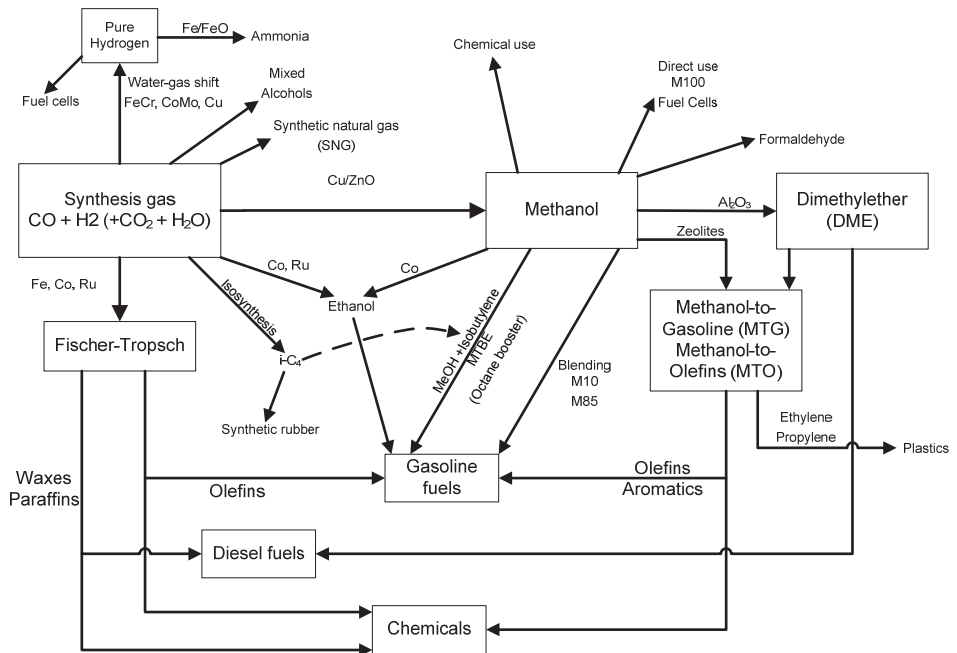 Pure
Hydrogen
Fe/FeO
Ammonia
Fuel cells
Water-gas shift
FeCr, CoMo, Cu
Mixed
Alcohols
Synthetic natural gas
(SNG)
Chemical use
Direct use
M100
Fuel Cells
Formaldehyde
Synthesis gas
CO + H2 (+CO₂ + H₂O)
Cu/ZnO
Methanol
Al₂O₃
Dimethylether
(DME)
Zeolites
Fe, Co, Ru
Isosynthesis
Co, Ru
Co
Ethanol
Fischer-Tropsch
i-C₄
Synthetic rubber
MeOH +Isobutylene
MTBE
(Octane booster)
Blending
M10
M85
Methanol-to-
Gasoline (MTG)
Methanol-to-
Olefins (MTO)
Ethylene
Propylene
Plastics
Waxes
Paraffins
Olefins
Gasoline
fuels
Olefins
Aromatics
Diesel fuels
Chemicals